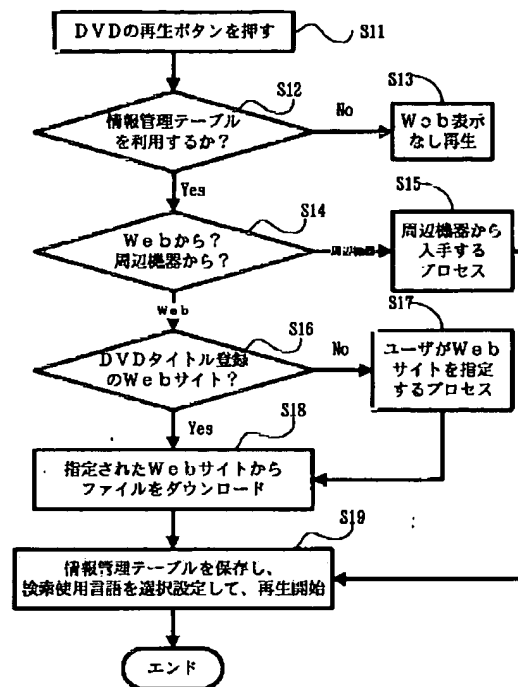 DVDの再生ボタンを押す
S11
S12
情報管理テーブル
を利用するか?
No
S13
Web表示
なし再生
Yes
S14
Webから?
周辺機器から?
周辺機器
S15
周辺機器から
入手する
プロセス
Web
S16
DVDタイトル登録
のWebサイト?
No
S17
ユーザがWeb
サイトを指定
するプロセス
Yes
S18
指定されたWebサイトから
ファイルをダウンロード
S19
情報管理テーブルを保存し、
検索使用言語を選択設定して、再生開始
エンド